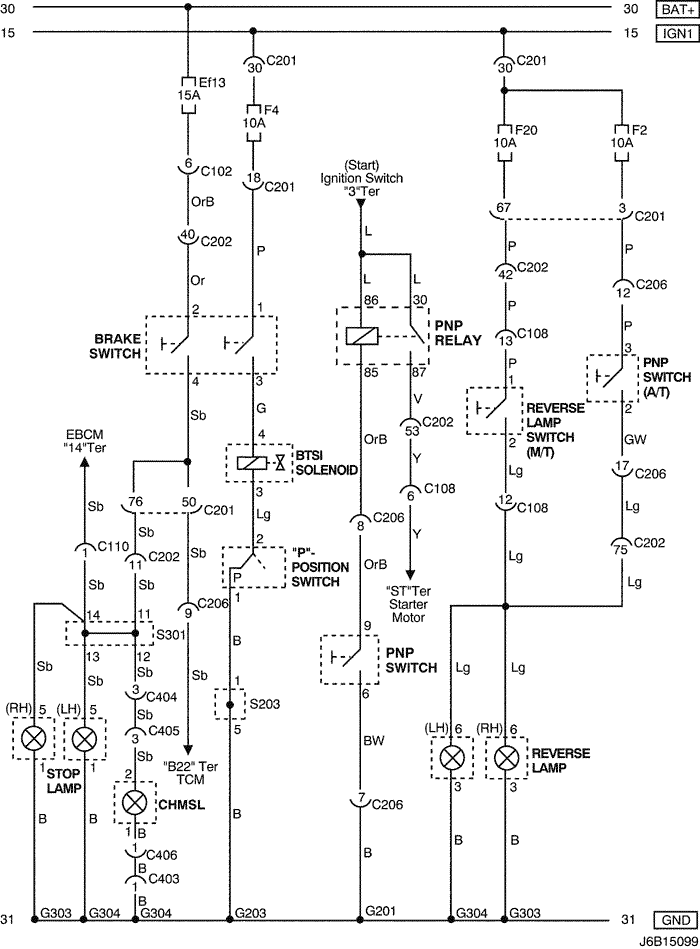 30 30 BAT+
15 15 IGN1
C201 C201
30 30
Ef13
15A
F4
10A
F20
10A
F2
10A
6 C102
18 C201
(Start)
Ignition Switch
"3"Ter
OrB
67 3 C201
40 C202
L
P P P
42 C202
C206
12
Or
L L
P P
2 1
86 30
13 C108
BRAKE
SWITCH
PNP
RELAY
P 3
PNP
SWITCH
(A/T)
4 3
85 87
1
REVERSE
LAMP
SWITCH
(M/T)
2
2
Sb G
V
GW
EBCM
"14"Ter
4
BTSI
SOLENOID
3
C202
53
OrB
Y
Lg
17 C206
76 50 C201
Lg
6 C108
12 C108
Lg
Sb Sb
2
8 C206
Y
C110
1
C202
11
Sb
"P"-
POSITION
SWITCH
P
1
Lg
75 C202
Sb Sb
OrB
"ST"Ter
Starter
Motor
Lg
C206
9
14 11
S301
13 12
B
9
PNP
SWITCH
6
Sb Sb Sb Sb
3 C404
1
S203
5
Lg Lg
(RH) 5 (LH) 5
Sb
C405
3
(LH) 6 (RH) 6
BW
REVERSE
LAMP
1 1
STOP
LAMP
Sb
2
"B22" Ter
TCM
3 3
CHMSL
7 C206
B B
1 B
B
B
B B
1 C406
B
C403
1
B
31 G303 G304 G304 G203 G201 G304 G303 31 GND
J6B15099